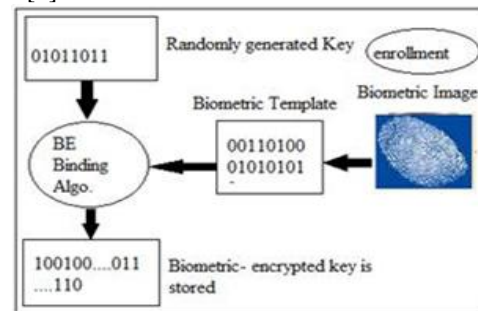 01011011
Randomly generated Key
enrollment
Biometric Template
Biometric Image
BE
Binding
Algo.
00110100
01010101
100100....011
....110
Biometric- encrypted key is
stored